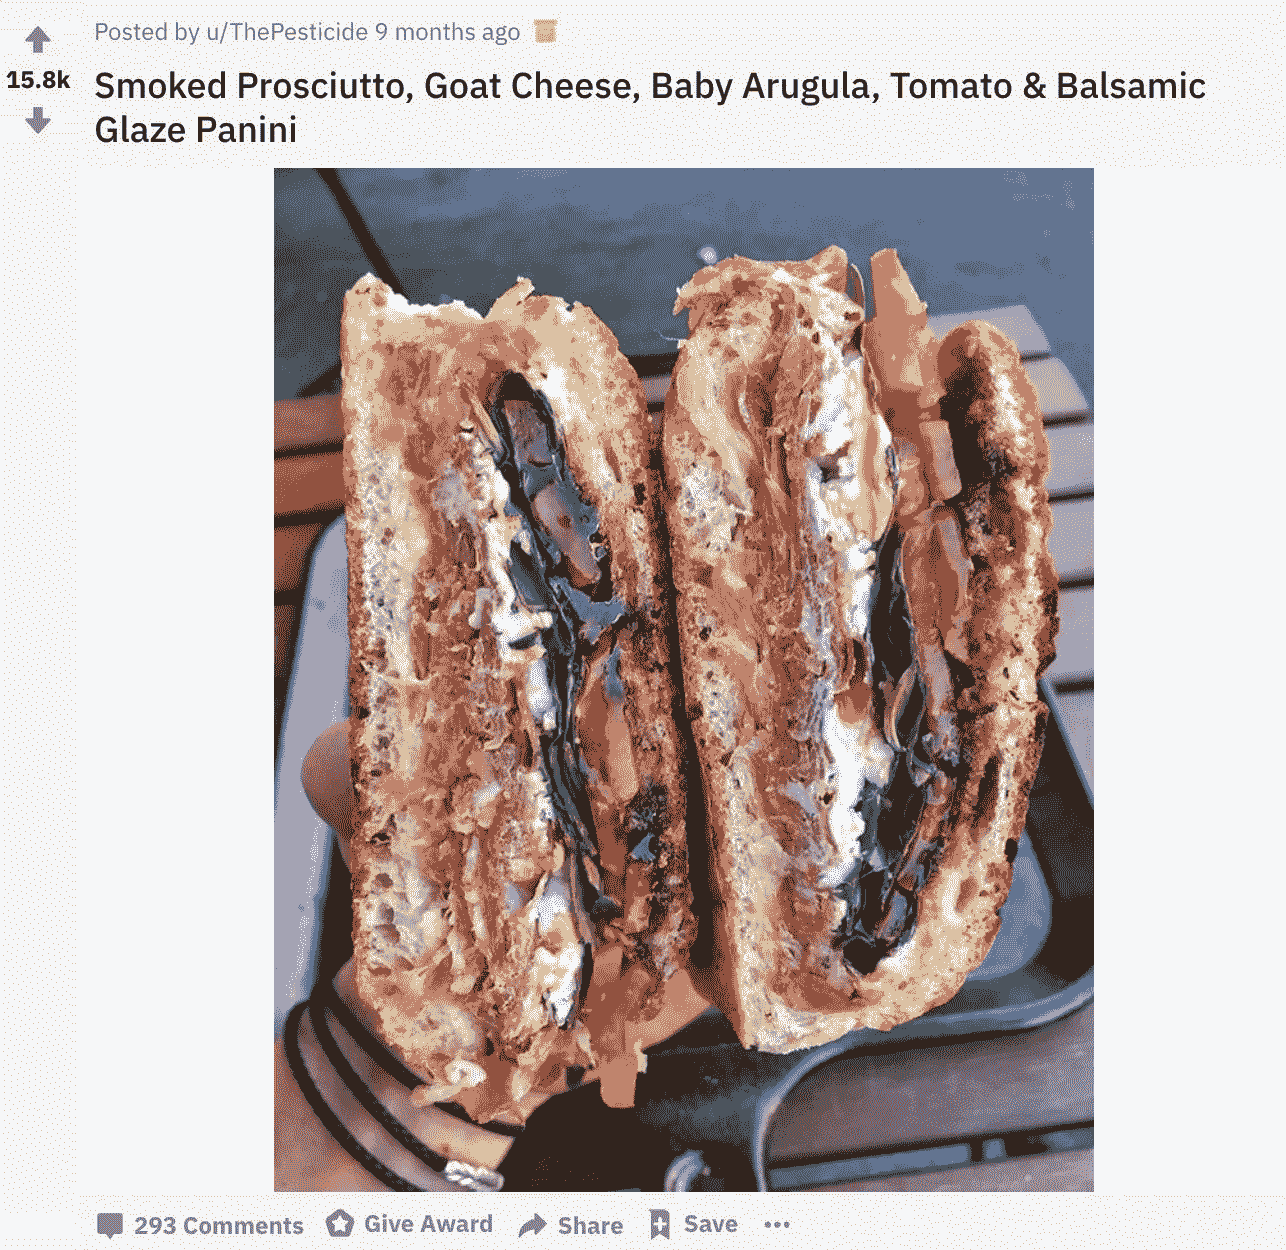 Posted by u/ThePesticide 9 months ago
15.8k
Smoked Prosciutto, Goat Cheese, Baby Arugula, Tomato & Balsamic
Glaze Panini
293 Comments Give Award Share Save